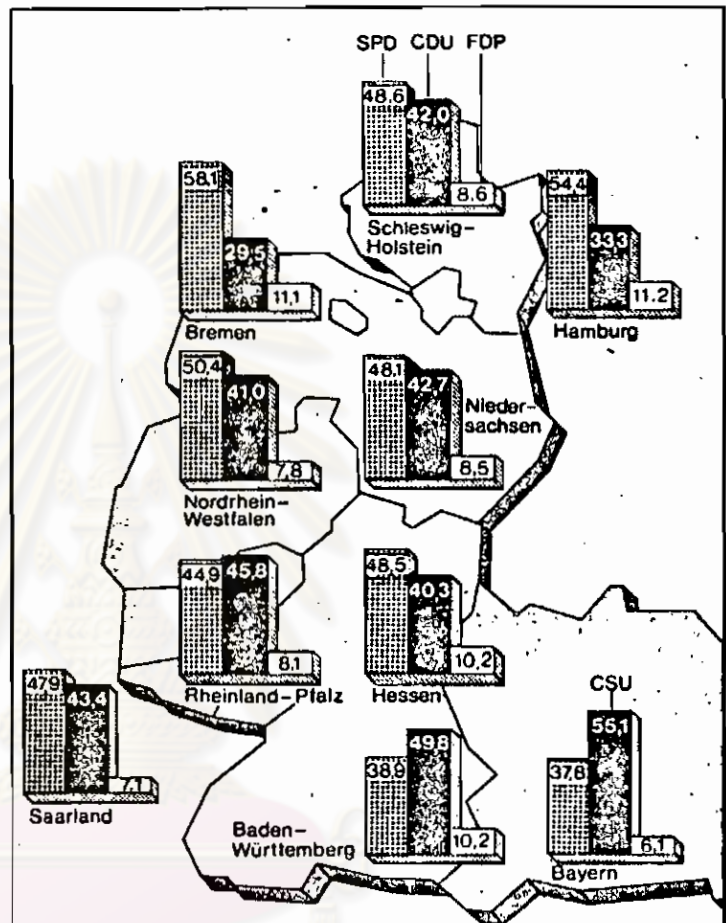 SPD CDU FDP
48,6
42,0
8,6
Schleswig-
Holstein
58,1
29,5
11,1
Bremen
54,4
33,3
11,2
Hamburg
50,4
41,0
7,8
Nordrhein-
Westfalen
48,1
42,7
8,5
Nieder-
sachsen
44,9
45,8
8,1
Rheinland-Pfalz
48,5
40,3
10,2
Hessen
47,9
43,4
7,1
Saarland
38,9
49,8
10,2
Baden-
Württemberg
CSU
37,8
55,1
6,1
Bayern